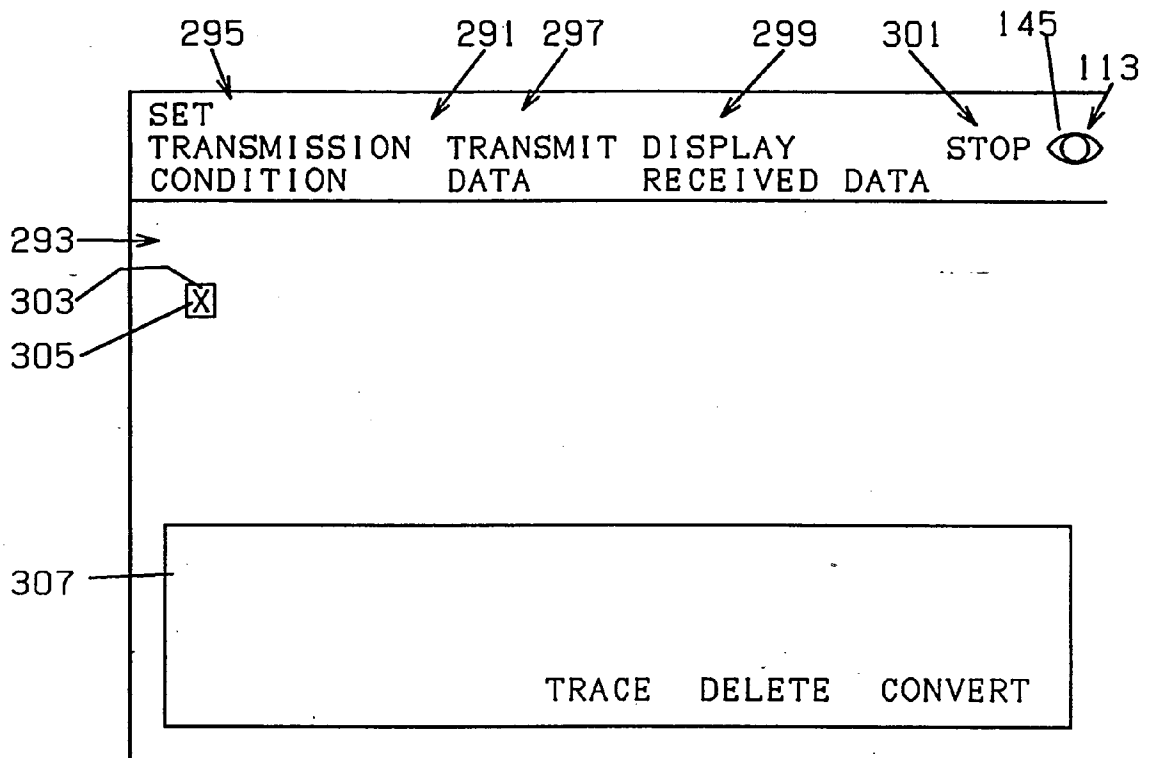 295 291 297 299 301 145 113
SET
TRANSMISSION TRANSMIT DISPLAY STOP
CONDITION DATA RECEIVED DATA
293
303 X
305
307
TRACE DELETE CONVERT